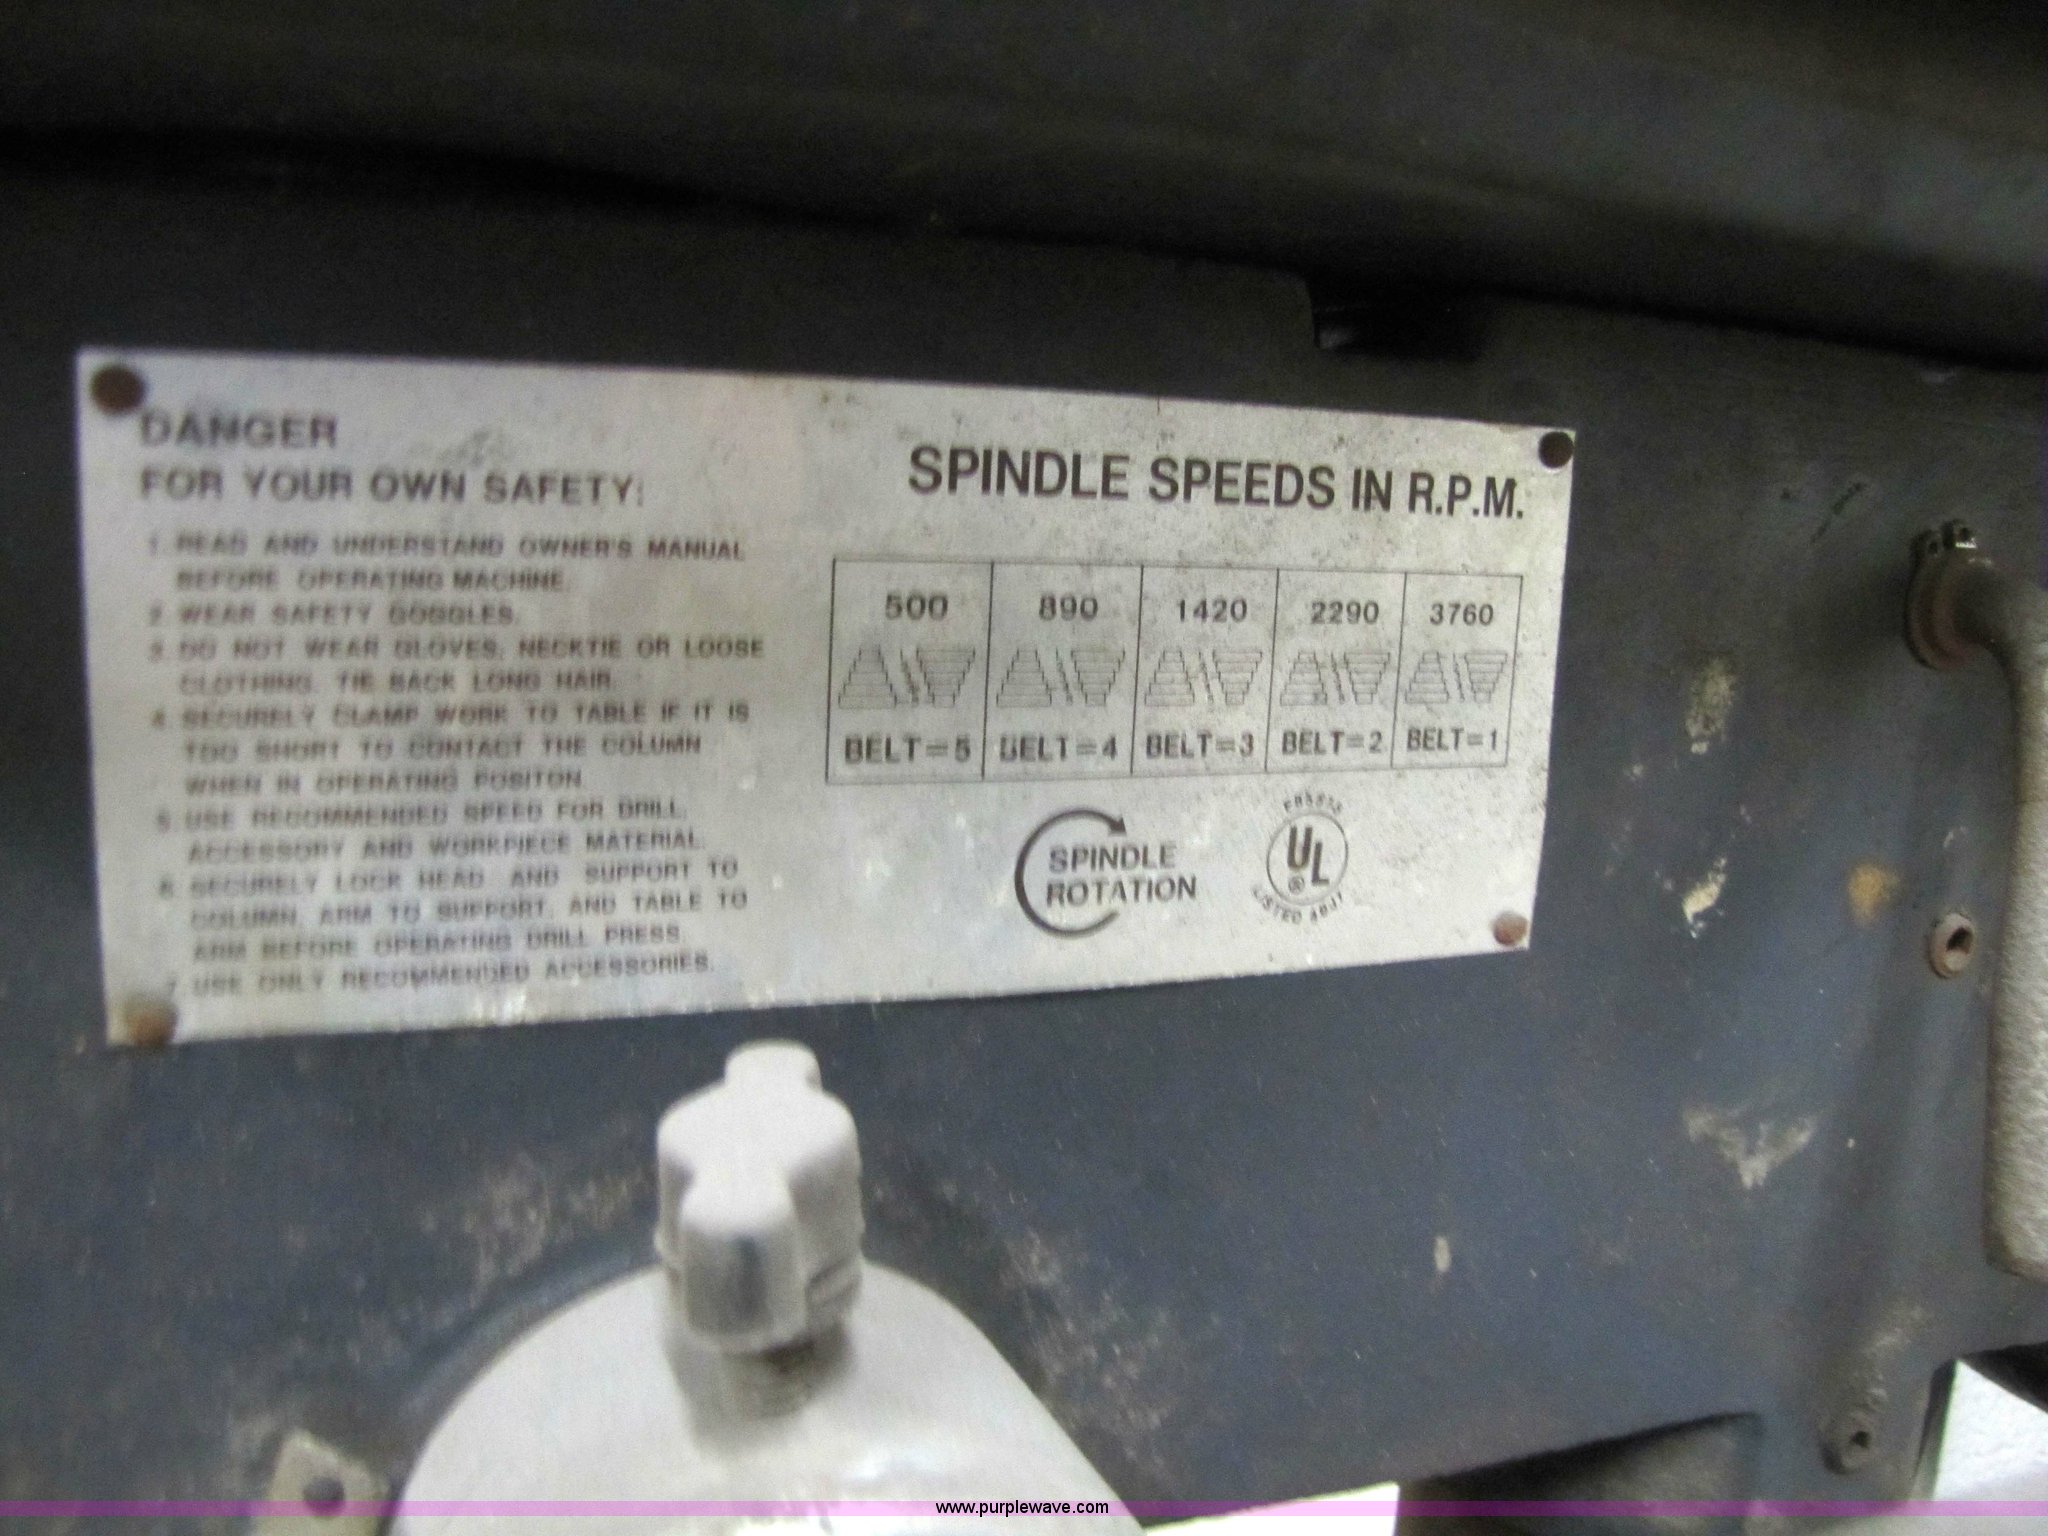 DANGER
FOR YOUR OWN SAFETY:
1. READ AND UNDERSTAND OWNER'S MANUAL
BEFORE OPERATING MACHINE.
2. WEAR SAFETY GOGGLES.
3. DO NOT WEAR GLOVES, NECKTIE OR LOOSE
CLOTHING. TIE BACK LONG HAIR.
4. SECURELY CLAMP WORK TO TABLE IF IT IS
TOO SHORT TO CONTACT THE COLUMN
WHEN IN OPERATING POSITON.
5. USE RECOMMENDED SPEED FOR DRILL,
ACCESSORY AND WORKPIECE MATERIAL.
6. SECURELY LOCK HEAD AND SUPPORT TO
COLUMN, ARM TO SUPPORT, AND TABLE TO
ARM BEFORE OPERATING DRILL PRESS.
7. USE ONLY RECOMMENDED ACCESSORIES.
SPINDLE SPEEDS IN R.P.M.
500 890 1420 2290 3760
BELT=5 BELT=4 BELT=3 BELT=2 BELT=1
SPINDLE
ROTATION
UL
®
LISTED
www.purplewave.com